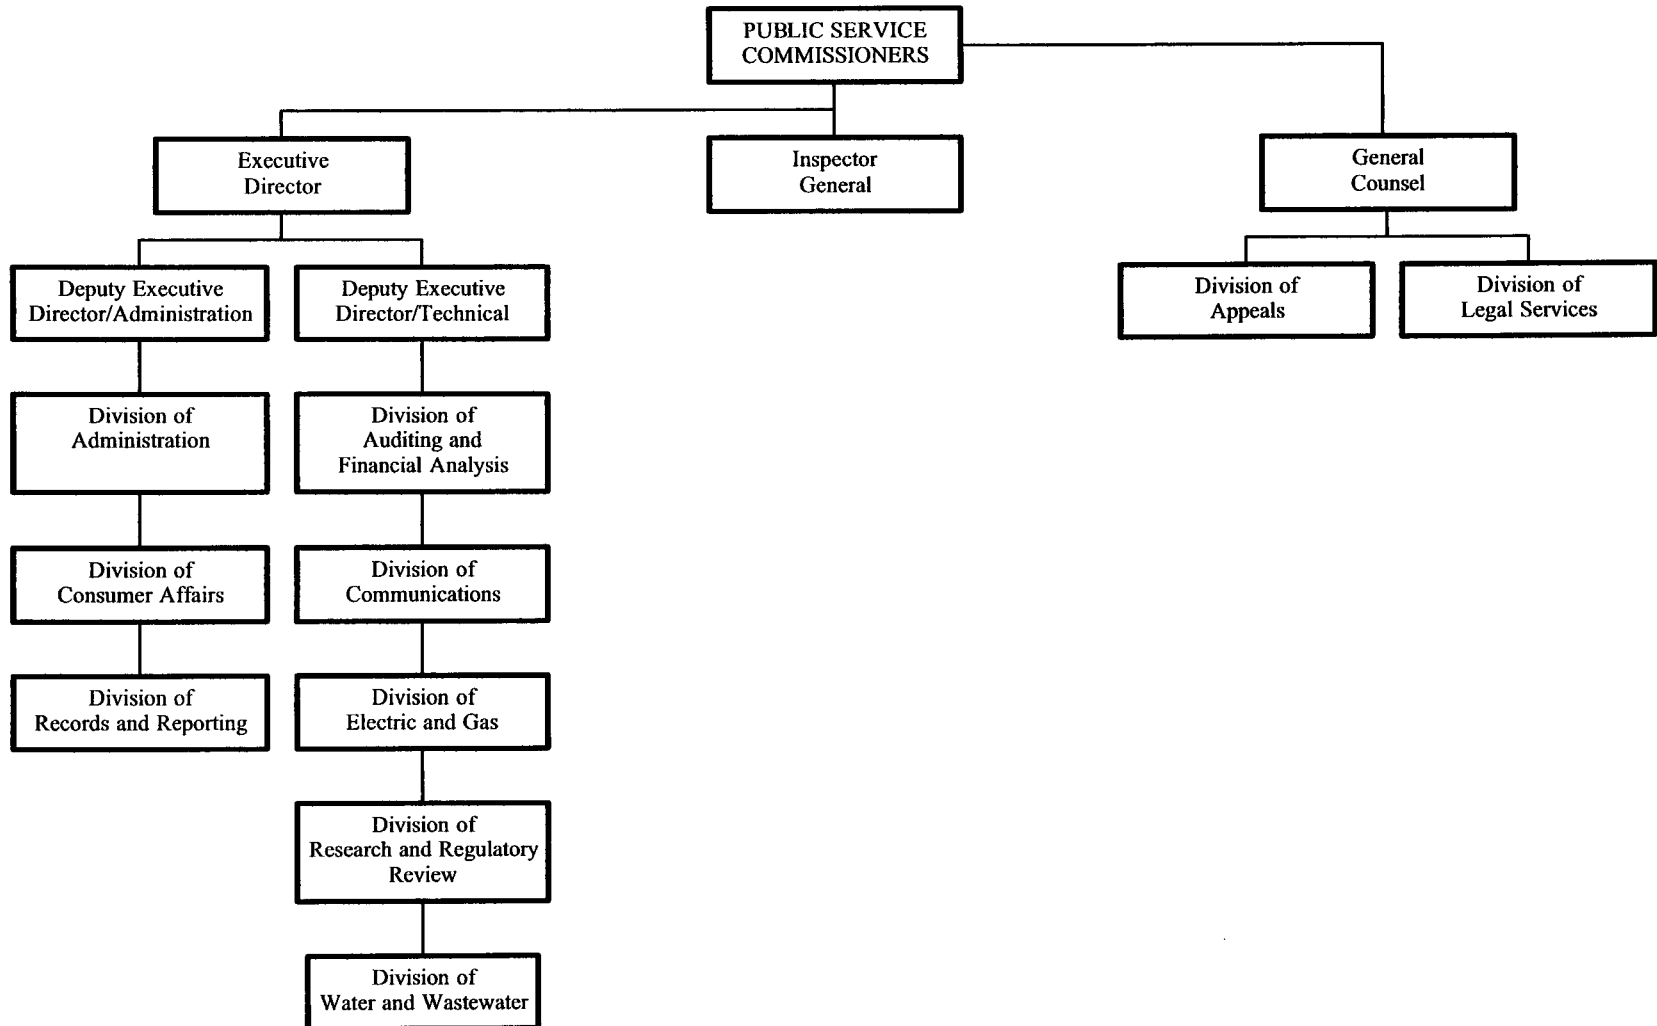 PUBLIC SERVICE
COMMISSIONERS
Executive
Director
Inspector
General
General
Counsel
Deputy Executive
Director/Administration
Deputy Executive
Director/Technical
Division of
Appeals
Division of
Legal Services
Division of
Administration
Division of
Auditing and
Financial Analysis
Division of
Consumer Affairs
Division of
Communications
Division of
Records and Reporting
Division of
Electric and Gas
Division of
Research and Regulatory
Review
Division of
Water and Wastewater